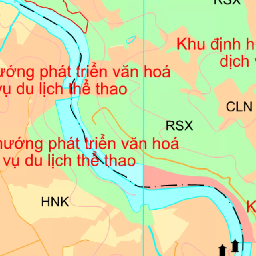 RSX
Khu định h
dịch v
ướng phát triển văn hoá
vụ du lịch thể thao
CLN
RSX
hướng phát triển văn hoá
vụ du lịch thể thao
HNK
K